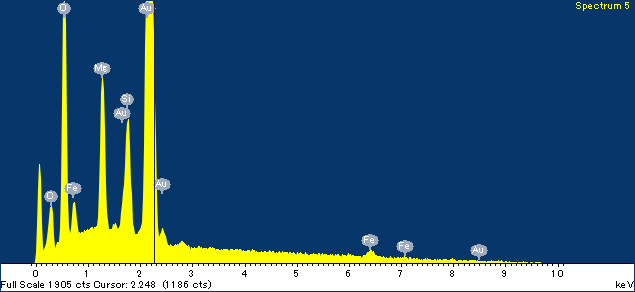 Spectrum 5
O
Au
Mg
Si
Au
Au
Fe
C
Fe
Fe
Au
0 1 2 3 4 5 6 7 8 9 10
Full Scale 1905 cts Cursor: 2.248 (1186 cts) keV